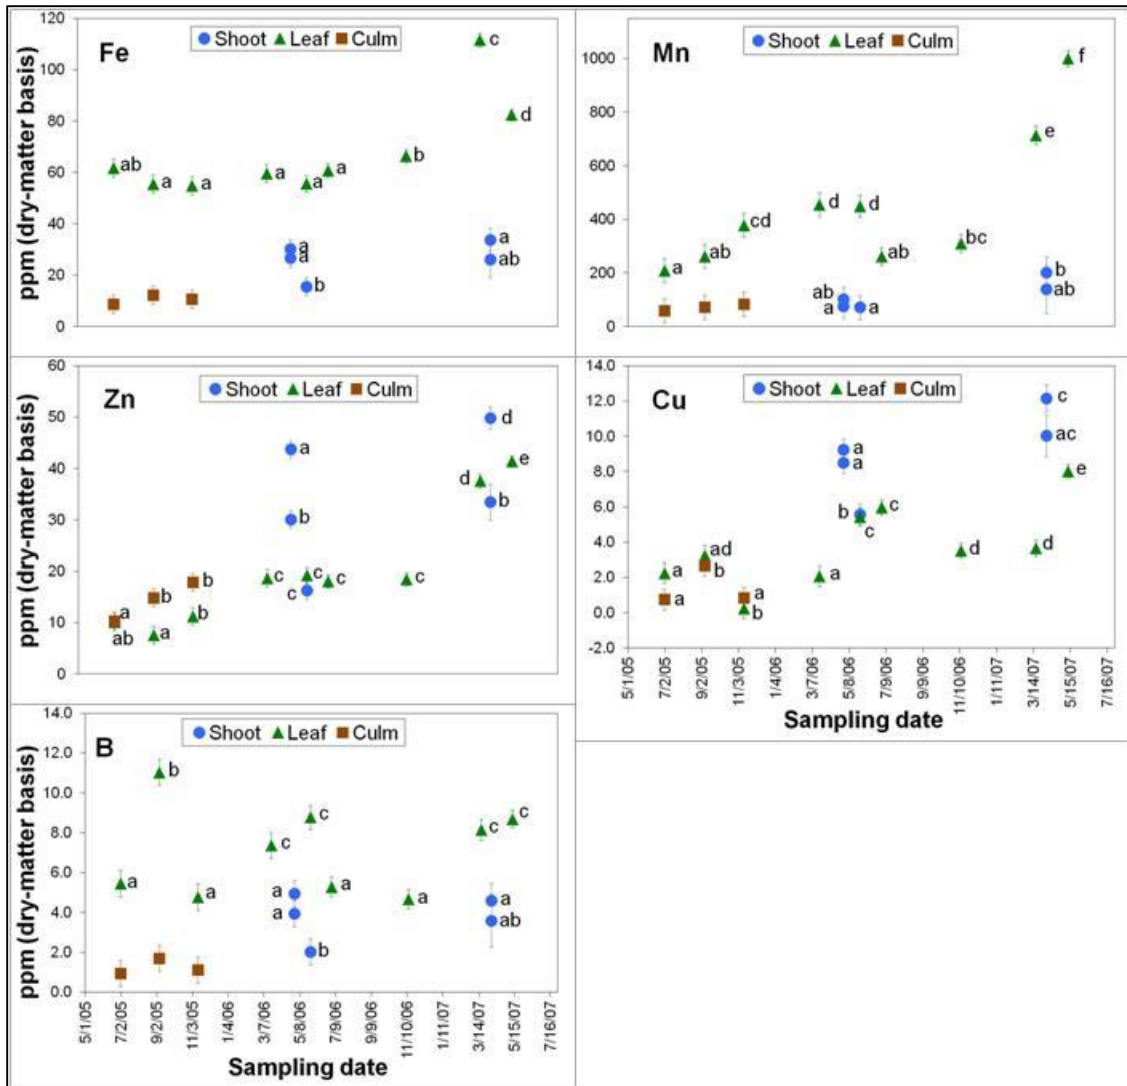 Fe
Shoot Leaf Culm
120
100
80
60
40
20
0
ppm (dry-matter basis)
ab
a
a
a
a
a
b
c
d
a
a
b
a
ab
Mn
Shoot Leaf Culm
1000
800
600
400
200
0
a
ab
cd
d
d
ab
bc
e
f
ab
a
a
b
ab
Zn
Shoot Leaf Culm
60
50
40
30
20
10
0
ppm (dry-matter basis)
a
ab
b
a
b
b
c
a
b
c
c
c
c
d
d
b
e
Cu
Shoot Leaf Culm
14.0
12.0
10.0
8.0
6.0
4.0
2.0
0.0
-2.0
a
a
ad
b
a
b
a
a
a
b
c
c
d
d
c
ac
e
5/1/05
7/2/05
9/2/05
11/3/05
1/4/06
3/7/06
5/8/06
7/9/06
9/9/06
11/10/06
1/11/07
3/14/07
5/15/07
7/16/07
Sampling date
B
Shoot Leaf Culm
14.0
12.0
10.0
8.0
6.0
4.0
2.0
0.0
ppm (dry-matter basis)
a
b
a
c
c
a
a
b
a
a
c
c
a
ab
5/1/05
7/2/05
9/2/05
11/3/05
1/4/06
3/7/06
5/8/06
7/9/06
9/9/06
11/10/06
1/11/07
3/14/07
5/15/07
7/16/07
Sampling date